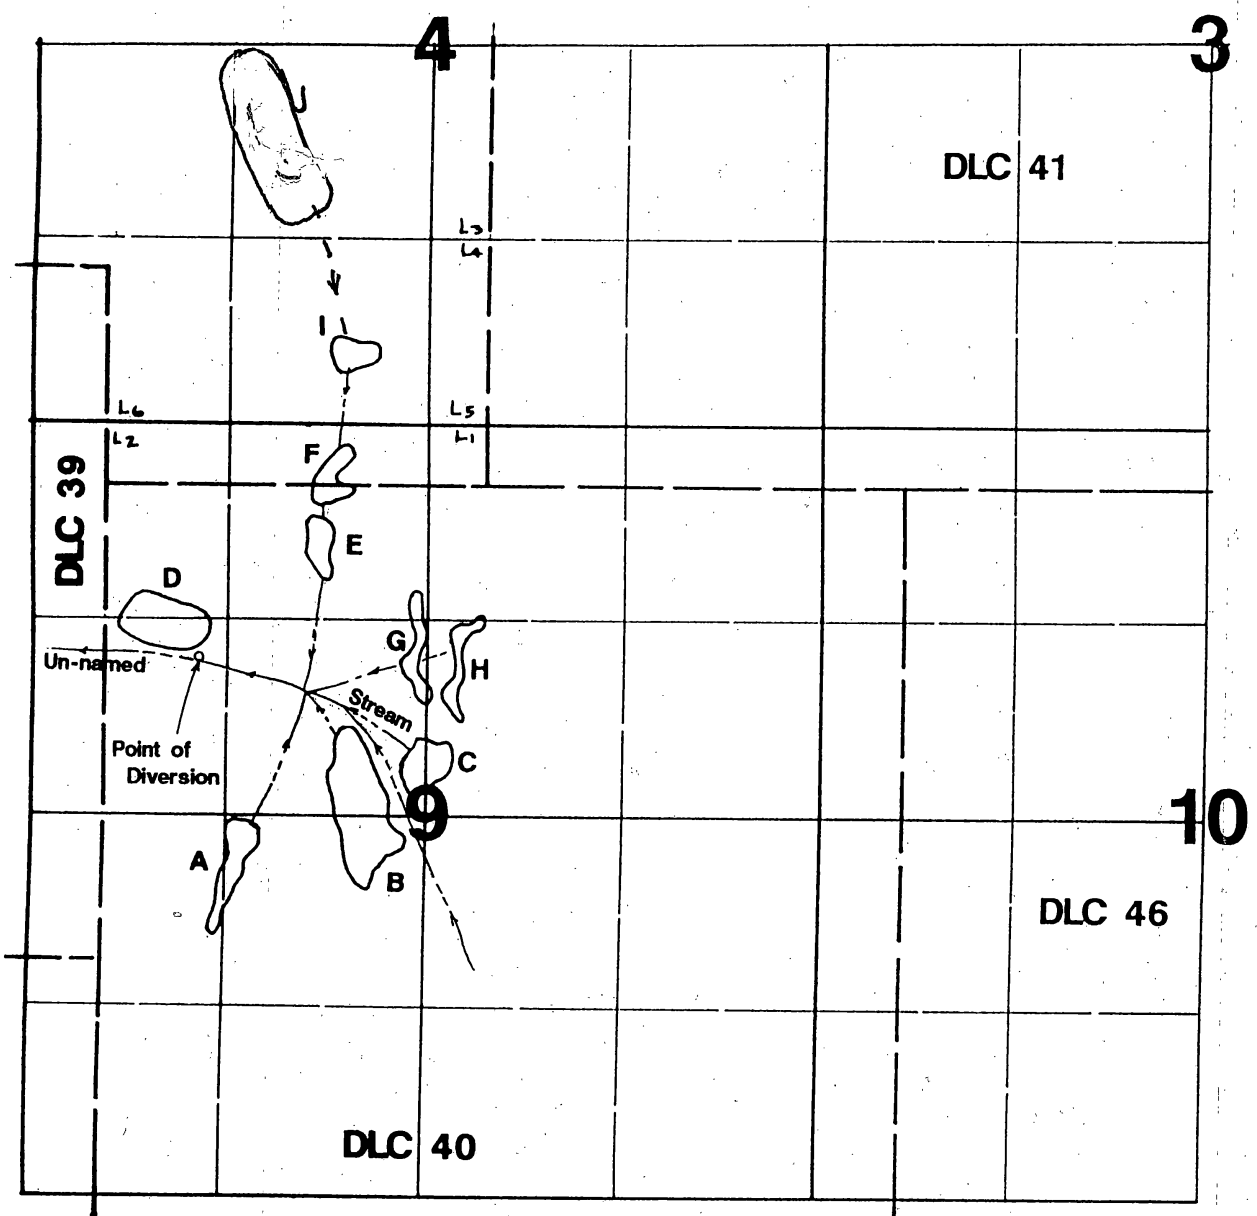 4
3
J
DLC 41
L3
L4
I
L6
L5
L2
L1
F
DLC 39
E
D
G
H
Un-named
Stream
Point of
Diversion
C
9
10
A
B
DLC 46
DLC 40